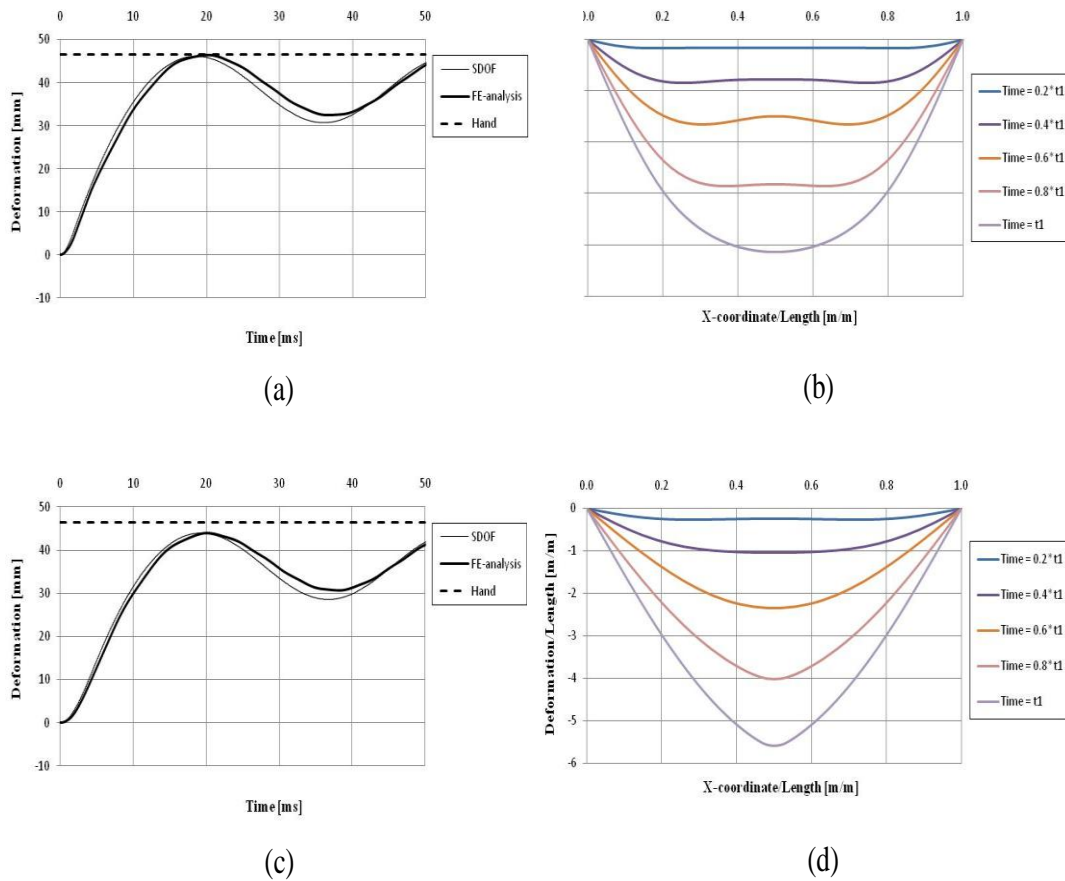 0 10 20 30 40 50
50
40
30
20
10
0
-10
Deformation [mm]
Time [ms]
SDOF
FE-analysis
Hand
(a)
0.0 0.2 0.4 0.6 0.8 1.0
X-coordinate/Length [m/m]
Time = 0.2*t1
Time = 0.4*t1
Time = 0.6*t1
Time = 0.8*t1
Time = t1
(b)
0 10 20 30 40 50
50
40
30
20
10
0
-10
Deformation [mm]
Time [ms]
SDOF
FE-analysis
Hand
(c)
0.0 0.2 0.4 0.6 0.8 1.0
0
-1
-2
-3
-4
-5
-6
Deformation/Length [m/m]
X-coordinate/Length [m/m]
Time = 0.2*t1
Time = 0.4*t1
Time = 0.6*t1
Time = 0.8*t1
Time = t1
(d)